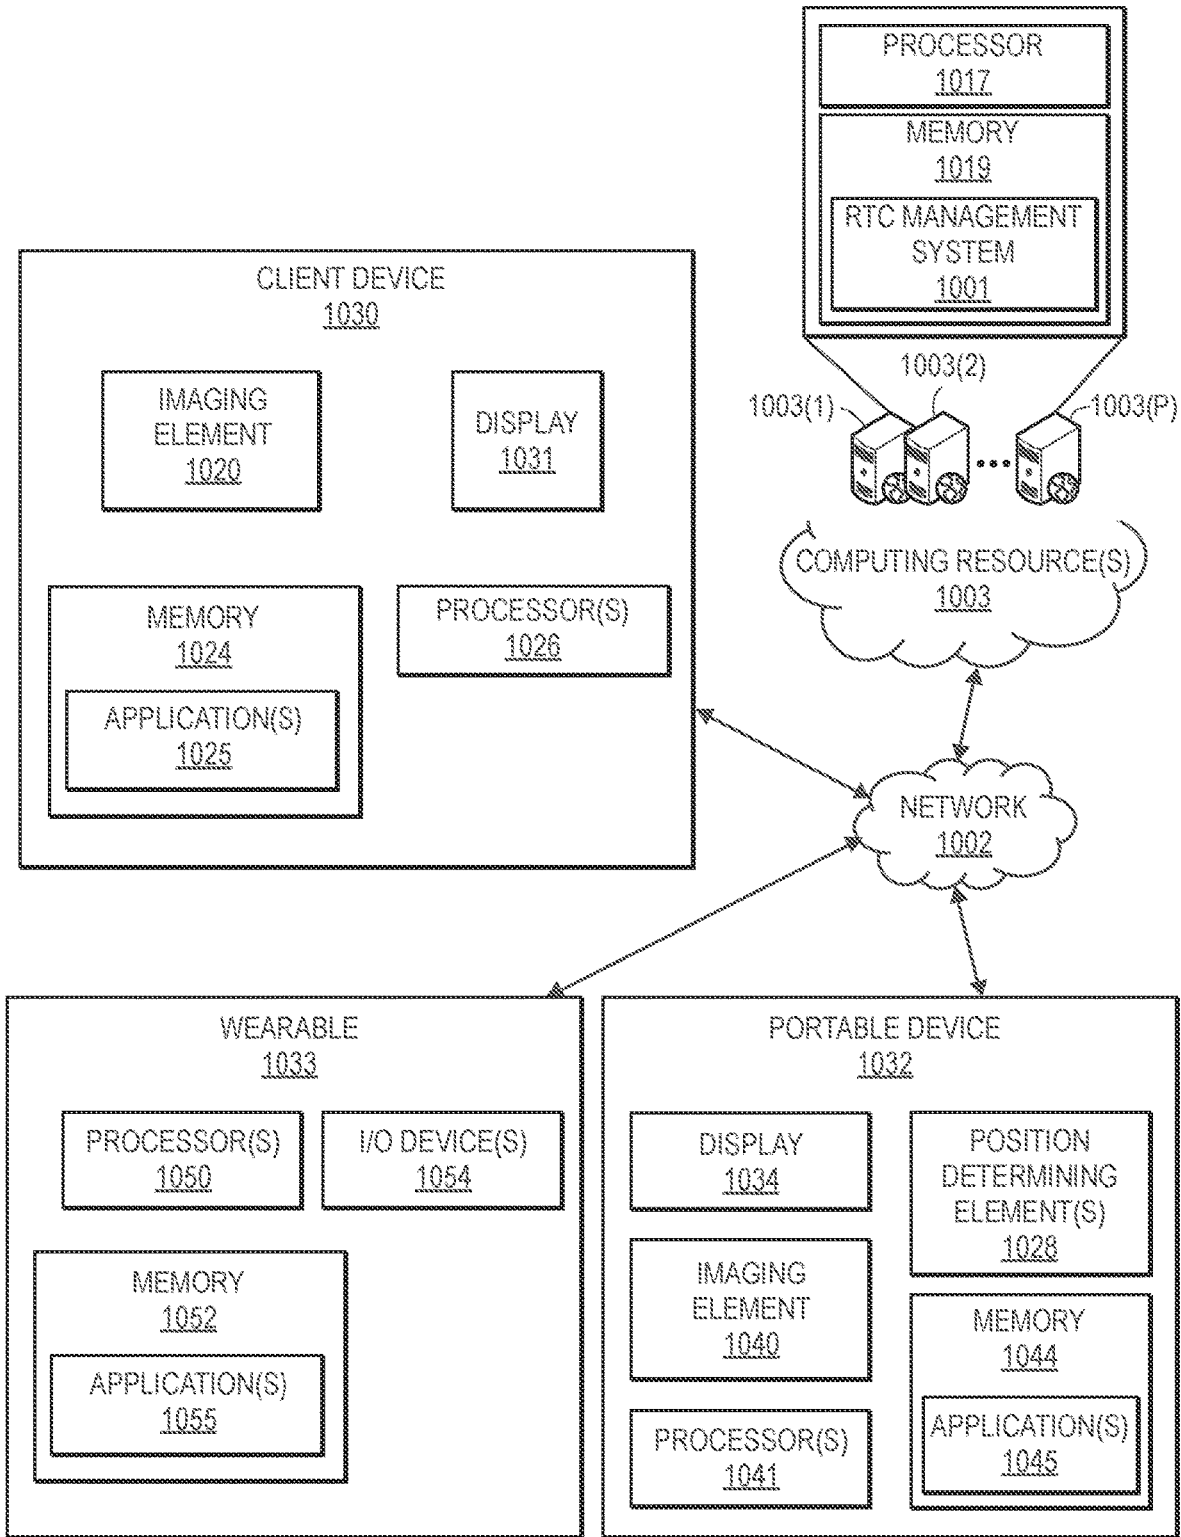 PROCESSOR
1017
MEMORY
1019
RTC MANAGEMENT
SYSTEM
1001
CLIENT DEVICE
1030
IMAGING
ELEMENT
1020
DISPLAY
1031
MEMORY
1024
APPLICATION(S)
1025
PROCESSOR(S)
1026
1003(1)
1003(2)
1003(P)
COMPUTING RESOURCE(S)
1003
NETWORK
1002
WEARABLE
1033
PROCESSOR(S)
1050
I/O DEVICE(S)
1054
MEMORY
1052
APPLICATION(S)
1055
PORTABLE DEVICE
1032
DISPLAY
1034
POSITION
DETERMINING
ELEMENT(S)
1028
IMAGING
ELEMENT
1040
MEMORY
1044
APPLICATION(S)
1045
PROCESSOR(S)
1041